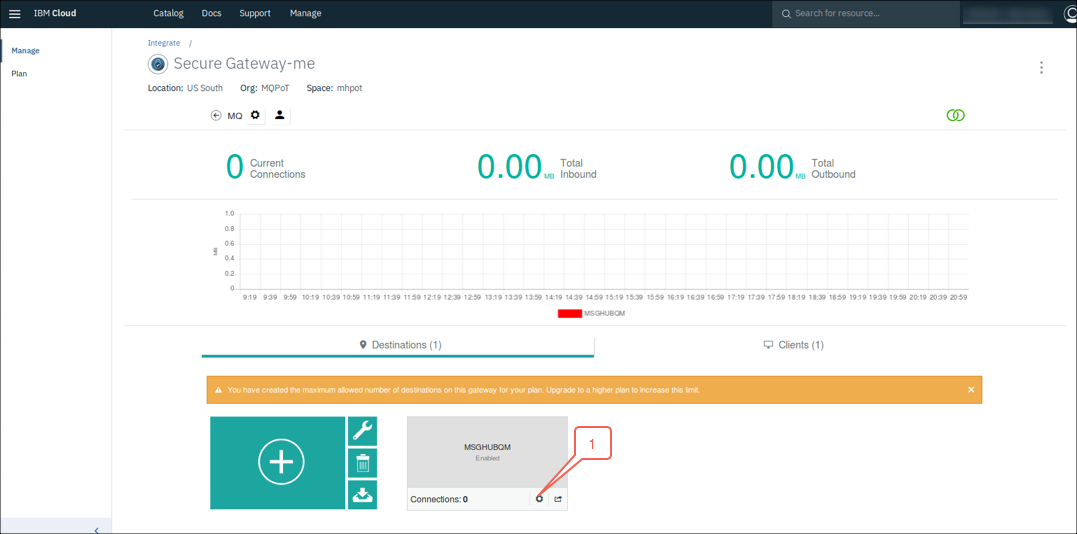 IBM Cloud Catalog Docs Support Manage Search for resource...
Manage
Plan
Integrate /
Secure Gateway-me
Location: US South Org: MQPoT Space: mhpot
MQ
0 Current Connections
0.00 MB Total Inbound
0.00 MB Total Outbound
1.0
0.8
0.6
0.4
0.2
0
MB
9:19 9:39 9:59 10:19 10:39 10:59 11:19 11:39 11:59 12:19 12:39 12:59 13:19 13:39 13:59 14:19 14:39 14:59 15:19 15:39 15:59 16:19 16:39 16:59 17:19 17:39 17:59 18:19 18:39 18:59 19:19 19:39 19:59 20:19 20:39 20:59
MSGHUBQM
Destinations (1) Clients (1)
You have created the maximum allowed number of destinations on this gateway for your plan. Upgrade to a higher plan to increase this limit.
MSGHUBQM
Enabled
1
Connections: 0